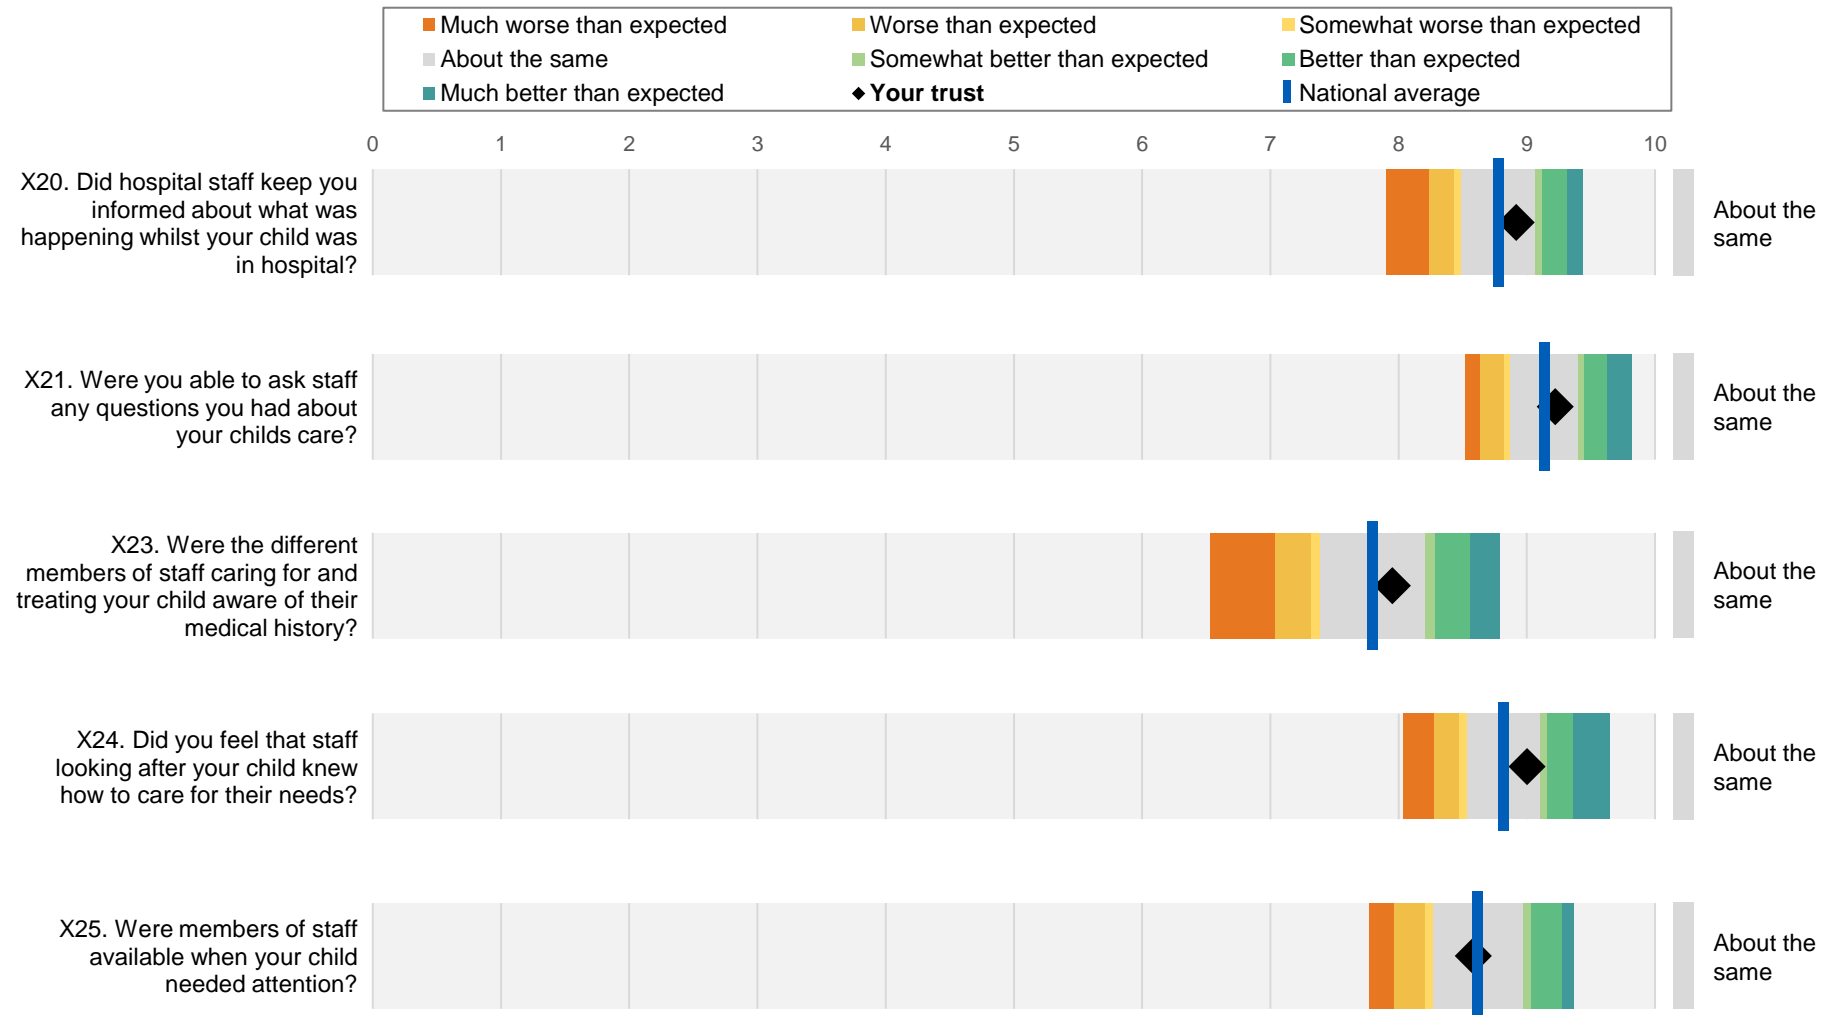 Much worse than expected
Worse than expected
Somewhat worse than expected
About the same
Somewhat better than expected
Better than expected
Much better than expected
Your trust
National average
0 1 2 3 4 5 6 7 8 9 10
X20. Did hospital staff keep you
informed about what was
happening whilst your child was
in hospital?
About the
same
X21. Were you able to ask staff
any questions you had about
your childs care?
About the
same
X23. Were the different
members of staff caring for and
treating your child aware of their
medical history?
About the
same
X24. Did you feel that staff
looking after your child knew
how to care for their needs?
About the
same
X25. Were members of staff
available when your child
needed attention?
About the
same